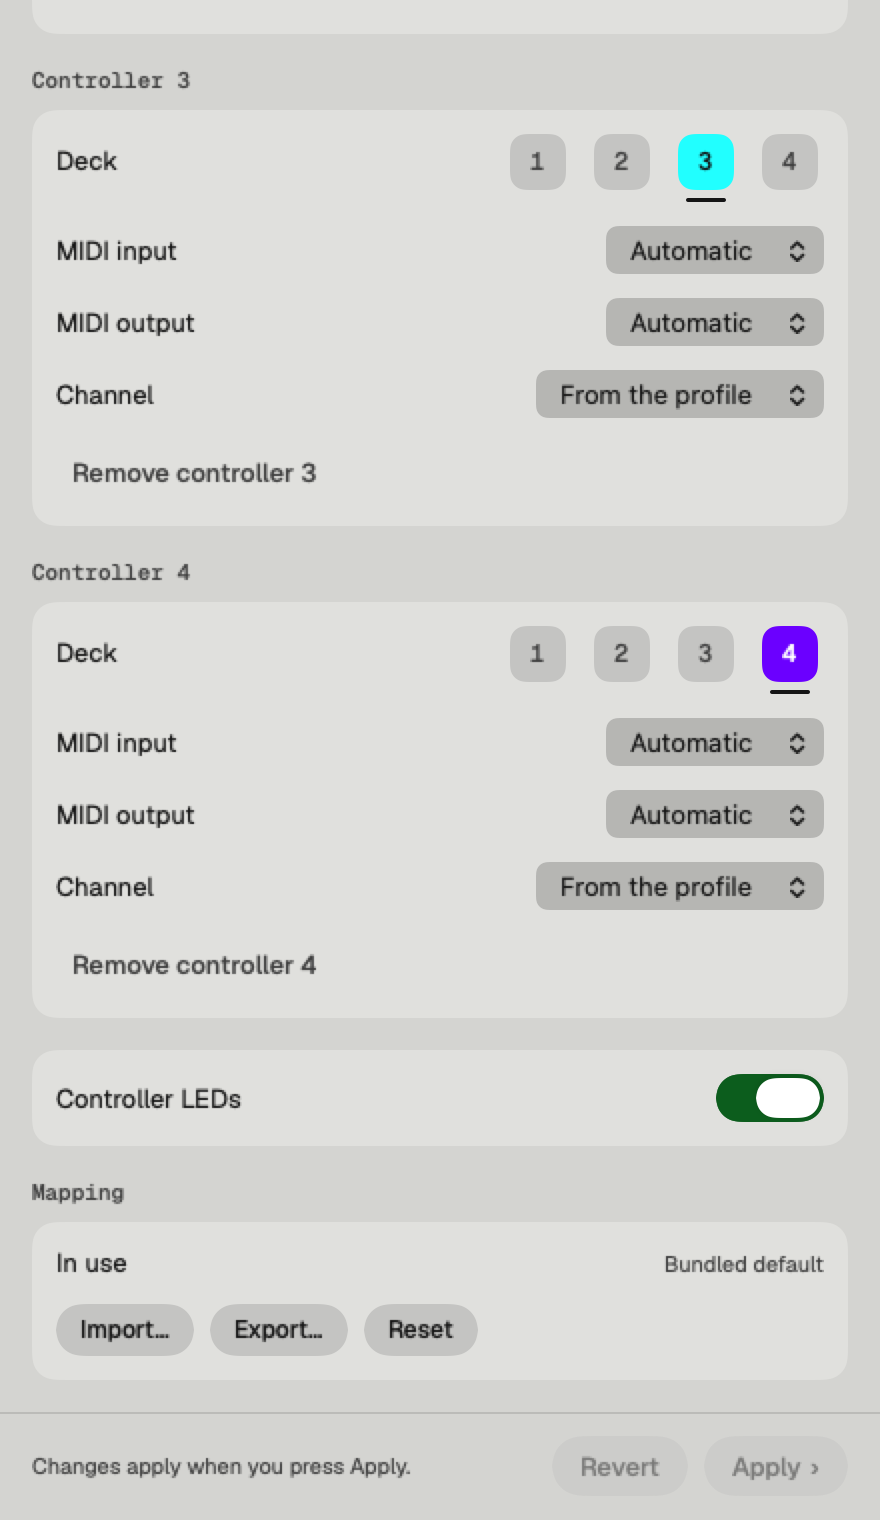 Controller 3
Deck 1 2 3 4
MIDI input Automatic
MIDI output Automatic
Channel From the profile
Remove controller 3
Controller 4
Deck 1 2 3 4
MIDI input Automatic
MIDI output Automatic
Channel From the profile
Remove controller 4
Controller LEDs
Mapping
In use Bundled default
Import... Export... Reset
Changes apply when you press Apply. Revert Apply ›